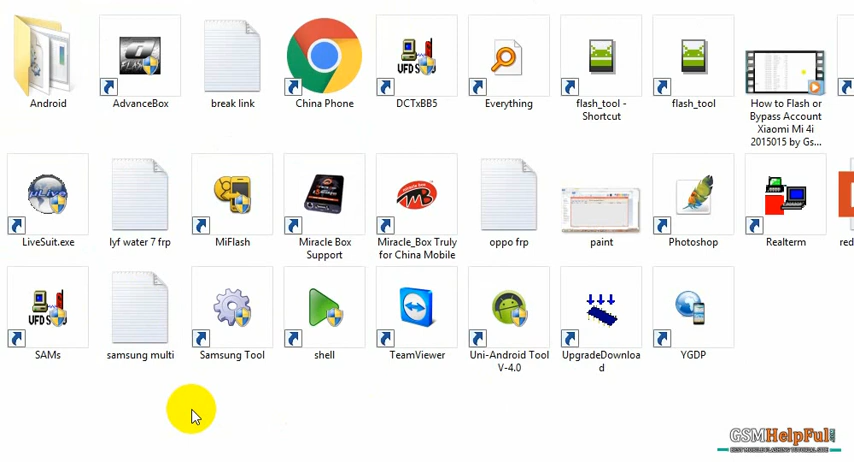 Android
AdvanceBox
break link
China Phone
DCTxBB5
Everything
flash_tool -
Shortcut
flash_tool
How to Flash or
Bypass Account
Xiaomi Mi 4i
2015015 by Gs...
LiveSuit.exe
lyf water 7 frp
MiFlash
Miracle Box
Support
Miracle_Box Truly
for China Mobile
oppo frp
paint
Photoshop
Realterm
red
SAMs
samsung multi
Samsung Tool
shell
TeamViewer
Uni-Android Tool
V-4.0
UpgradeDownloa
d
YGDP
GSMHelpFul.com